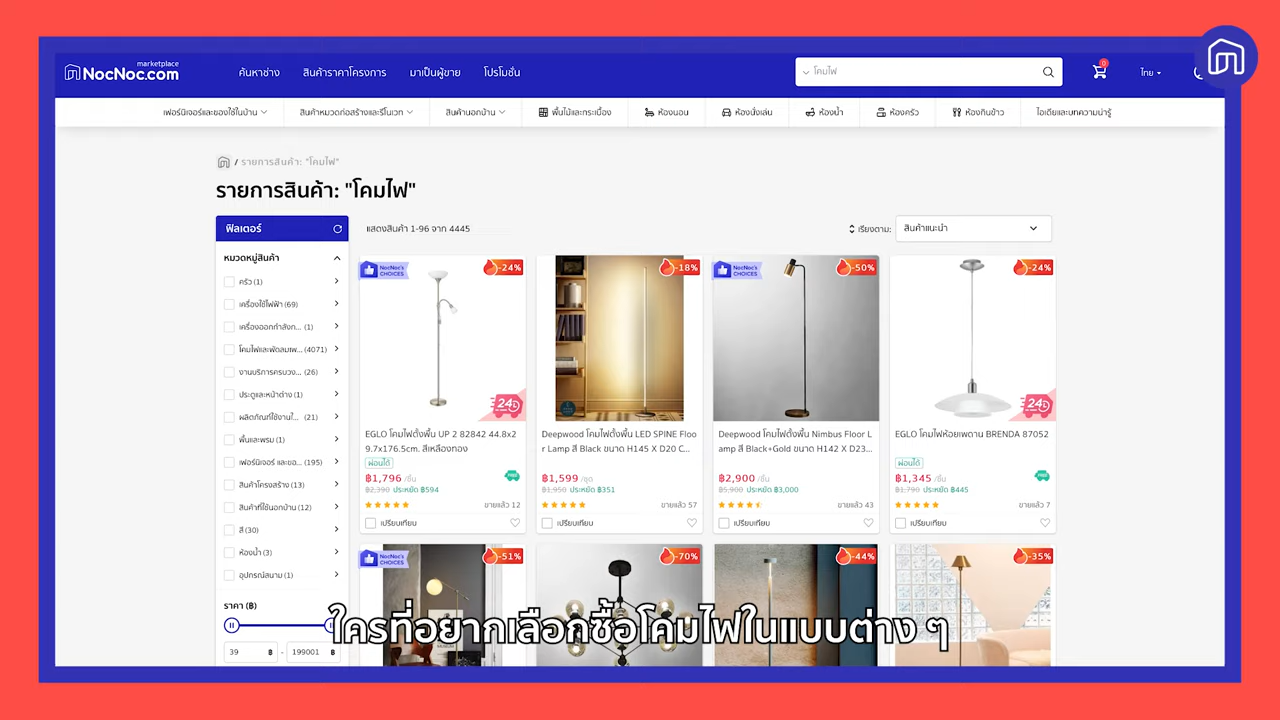 marketplace
NocNoc.com
ค้นหาช่าง
สินค้าราคาโครงการ
มาเป็นผู้ขาย
โปรโมชั่น
โคมไฟ
0
ไทย
เฟอร์นิเจอร์และของใช้ในบ้าน
สินค้าหมวดก่อสร้างและรีโนเวท
สินค้านอกบ้าน
พื้นไม้และกระเบื้อง
ห้องนอน
ห้องนั่งเล่น
ห้องน้ำ
ห้องครัว
ห้องกินข้าว
ไอเดียและบทความน่ารู้
/ รายการสินค้า: "โคมไฟ"
รายการสินค้า: "โคมไฟ"
ฟิลเตอร์
แสดงสินค้า 1-96 จาก 4445
เรียงตาม:
สินค้าแนะนำ
หมวดหมู่สินค้า
ครัว (1)
เครื่องใช้ไฟฟ้า (69)
เครื่องออกกำลังก... (1)
โคมไฟและพัดลมเพ... (4071)
งานบริการครบวง... (26)
ประตูและหน้าต่าง (1)
ผลิตภัณฑ์ใช้งานใ... (21)
พื้นและพรม (1)
เฟอร์นิเจอร์ และขอ... (195)
สินค้าโครงสร้าง (13)
สินค้าที่ใช้นอกบ้าน (12)
สี (30)
ห้องน้ำ (3)
อุปกรณ์สนาม (1)
ราคา (฿)
39 ฿ - 199001 ฿
NocNoc's CHOICES
-24%
24
EGLO โคมไฟตั้งพื้น UP 2 82842 44.8x2
9.7x176.5cm. สีเหลืองทอง
ผ่อนได้
฿1,796 /ชิ้น
฿2,390 ประหยัด ฿594
ขายแล้ว 12
เปรียบเทียบ
-18%
Deepwood โคมไฟตั้งพื้น LED SPINE Floo
r Lamp สี Black ขนาด H145 X D20 C...
฿1,599 /ชุด
฿1,950 ประหยัด ฿351
ขายแล้ว 57
เปรียบเทียบ
NocNoc's CHOICES
-50%
Deepwood โคมไฟตั้งพื้น Nimbus Floor L
amp สี Black+Gold ขนาด H142 X D23...
฿2,900 /ชิ้น
฿5,900 ประหยัด ฿3,000
ขายแล้ว 43
เปรียบเทียบ
-24%
24
EGLO โคมไฟห้อยเพดาน BRENDA 87052
ผ่อนได้
฿1,345 /ชิ้น
฿1,790 ประหยัด ฿445
ขายแล้ว 7
เปรียบเทียบ
NocNoc's CHOICES
-51%
-70%
-44%
-35%
ใครที่อยากเลือกซื้อโคมไฟในแบบต่าง ๆ